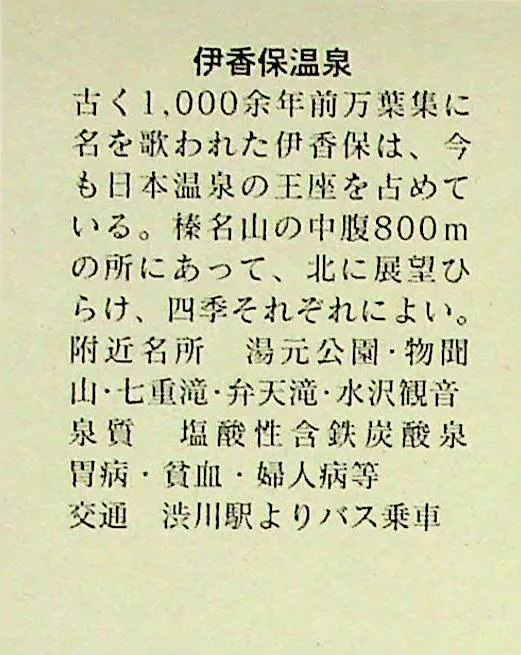 伊香保温泉
古く1,000余年前万葉集に
名を歌われた伊香保は、今
も日本温泉の王座を占めて
いる。榛名山の中腹800m
の所にあって、北に展望ひ
らけ、四季それぞれによい。
附近名所　湯元公園・物聞
山・七重滝・弁天滝・水沢観音
泉質　塩酸性含鉄炭酸泉
胃病・貧血・婦人病等
交通　渋川駅よりバス乗車